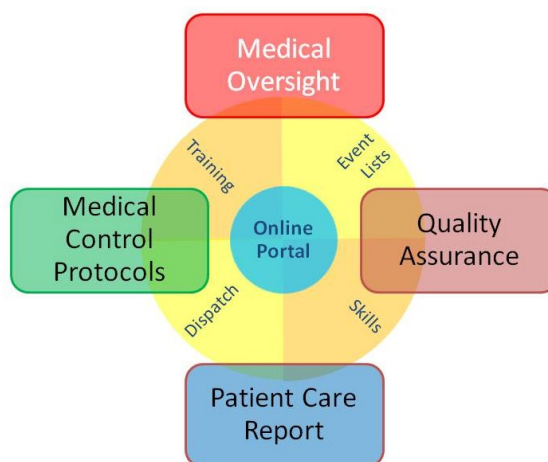 Medical
Oversight
Training
Event
Lists
Medical
Control
Protocols
Online
Portal
Quality
Assurance
Dispatch
Skills
Patient Care
Report